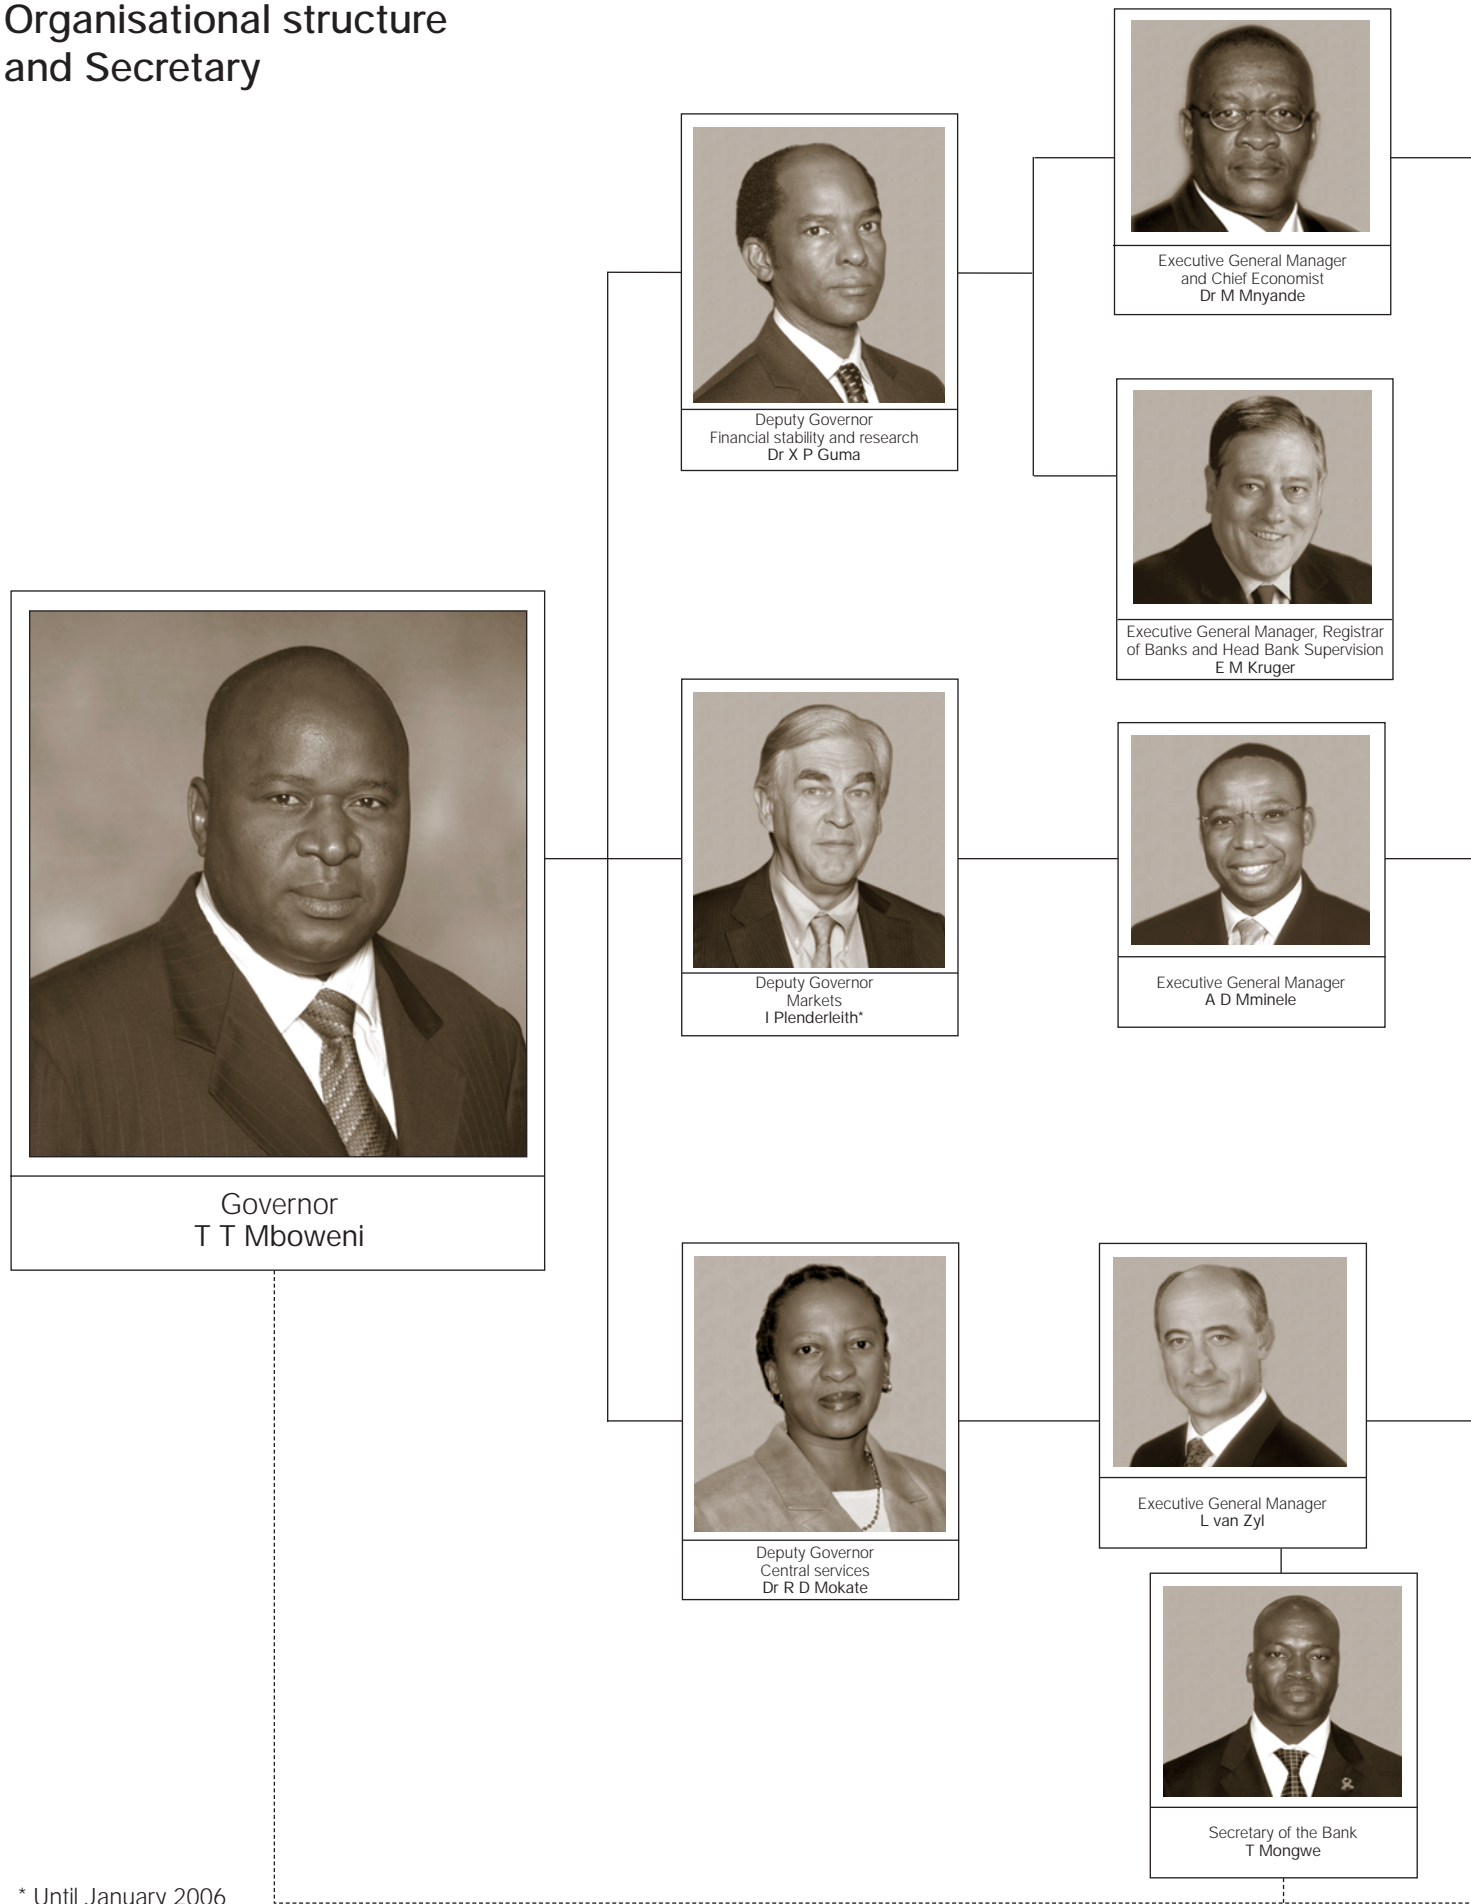 Organisational structure
and Secretary
Executive General Manager
and Chief Economist
Dr M Mnyande
Deputy Governor
Financial stability and research
Dr X P Guma
Executive General Manager, Registrar
of Banks and Head Bank Supervision
E M Kruger
Governor
T T Mboweni
Deputy Governor
Markets
I Plenderleith*
Executive General Manager
A D Mminele
Deputy Governor
Central services
Dr R D Mokate
Executive General Manager
L van Zyl
Secretary of the Bank
T Mongwe
* Until January 2006